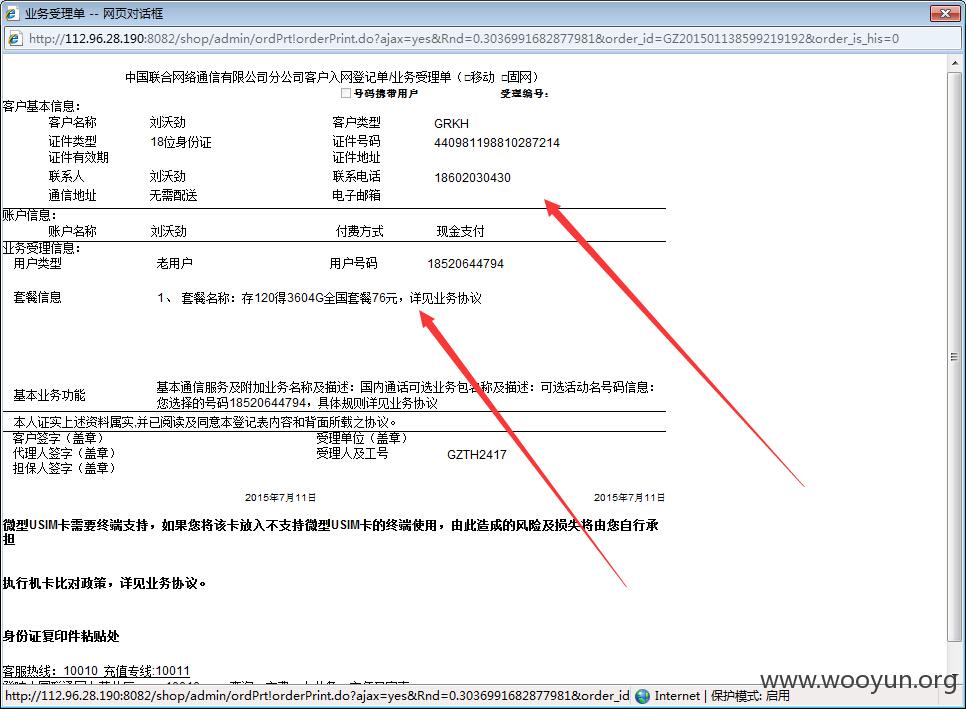 业务受理单 -- 网页对话框
http://112.96.28.190:8082/shop/admin/ordPrt!orderPrint.do?ajax=yes&Rnd=0.3036991682877981&order_id=GZ201501138599219192&order_is_his=0
中国联合网络通信有限公司分公司客户入网登记单/业务受理单（□移动 □固网）
号码携带用户 受理编号:
客户基本信息:
客户名称 刘沃劲 客户类型 GRKH
证件类型 18位身份证 证件号码 440981198810287214
证件有效期 证件地址
联系人 刘沃劲 联系电话 18602030430
通信地址 无需配送 电子邮箱
账户信息:
账户名称 刘沃劲 付费方式 现金支付
业务受理信息:
用户类型 老用户 用户号码 18520644794
套餐信息 1、 套餐名称: 存120得3604G全国套餐76元，详见业务协议
基本业务功能 基本通信服务及附加业务名称及描述: 国内通话可选业务包名称及描述: 可选活动名号码信息:
您选择的号码18520644794，具体规则详见业务协议
本人证实上述资料属实,并已阅读及同意本登记表内容和背面所载之协议。
客户签字（盖章） 受理单位（盖章）
代理人签字（盖章） 受理人及工号 GZTH2417
担保人签字（盖章）
2015年7月11日 2015年7月11日
微型USIM卡需要终端支持，如果您将该卡放入不支持微型USIM卡的终端使用，由此造成的风险及损失将由您自行承
担
执行机卡比对政策，详见业务协议。
身份证复印件粘贴处
客服热线: 10010 充值专线:10011
http://112.96.28.190:8082/shop/admin/ordPrt!orderPrint.do?ajax=yes&Rnd=0.3036991682877981&order_id Internet | 保护模式: 启用
www.wooyun.org